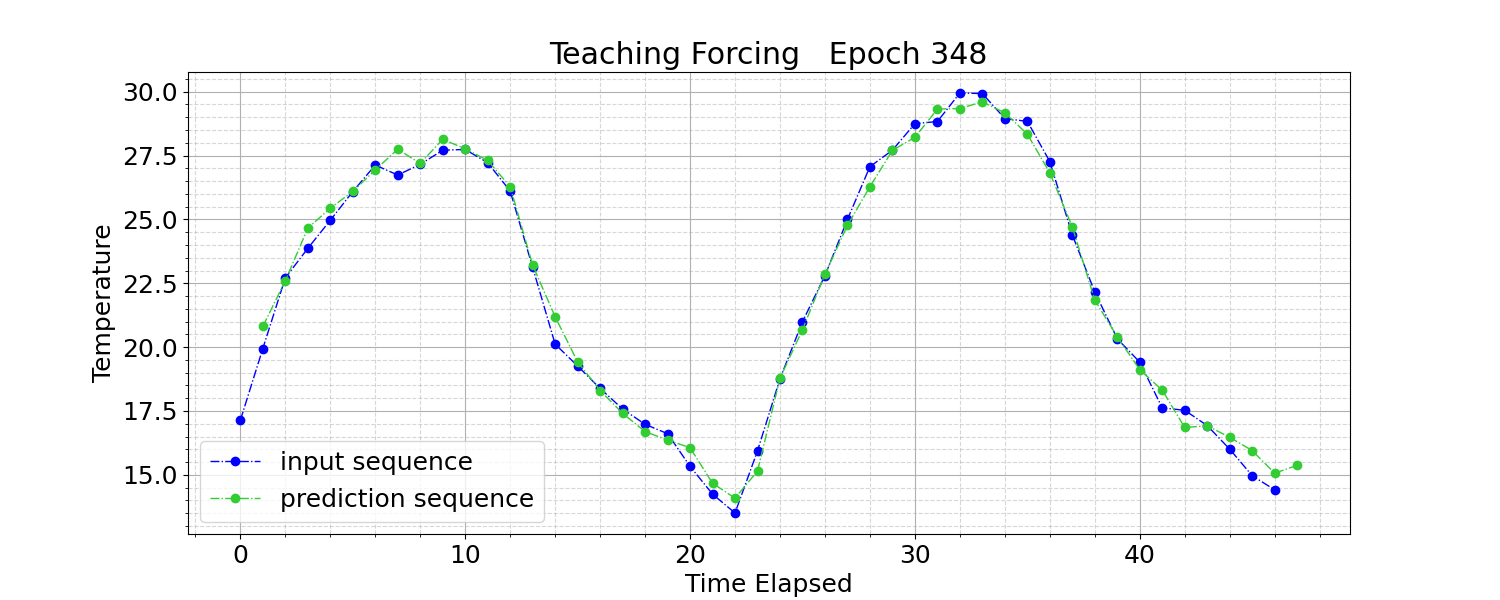 Teaching Forcing   Epoch 348
30.0
27.5
25.0
22.5
20.0
17.5
15.0
Temperature
input sequence
prediction sequence
0 10 20 30 40
Time Elapsed